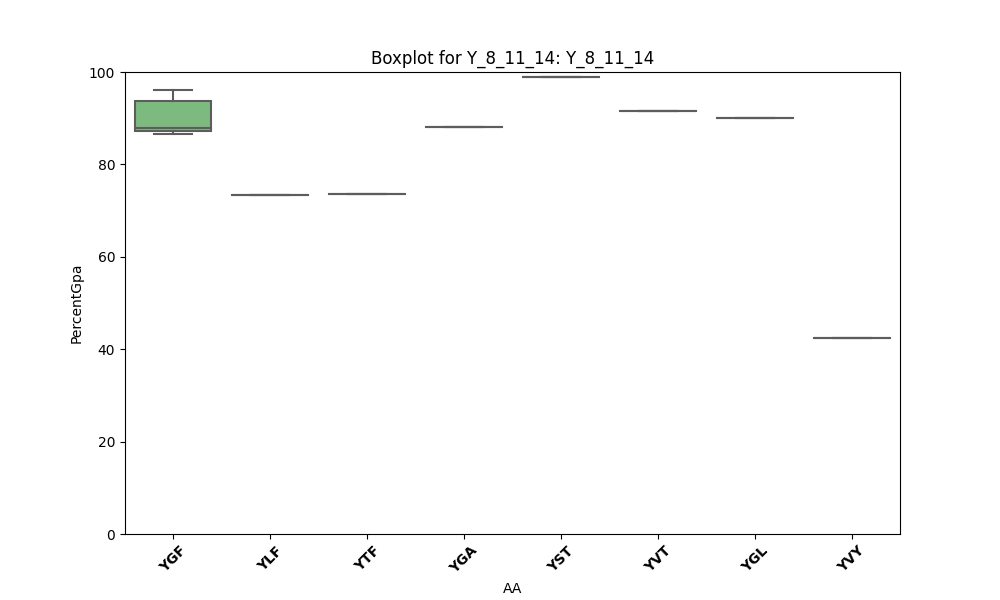 Boxplot for Y_8_11_14: Y_8_11_14
100
80
60
40
20
0
PercentGpa
YGF
YLF
YTF
YGA
YST
YVT
YGL
YVY
AA